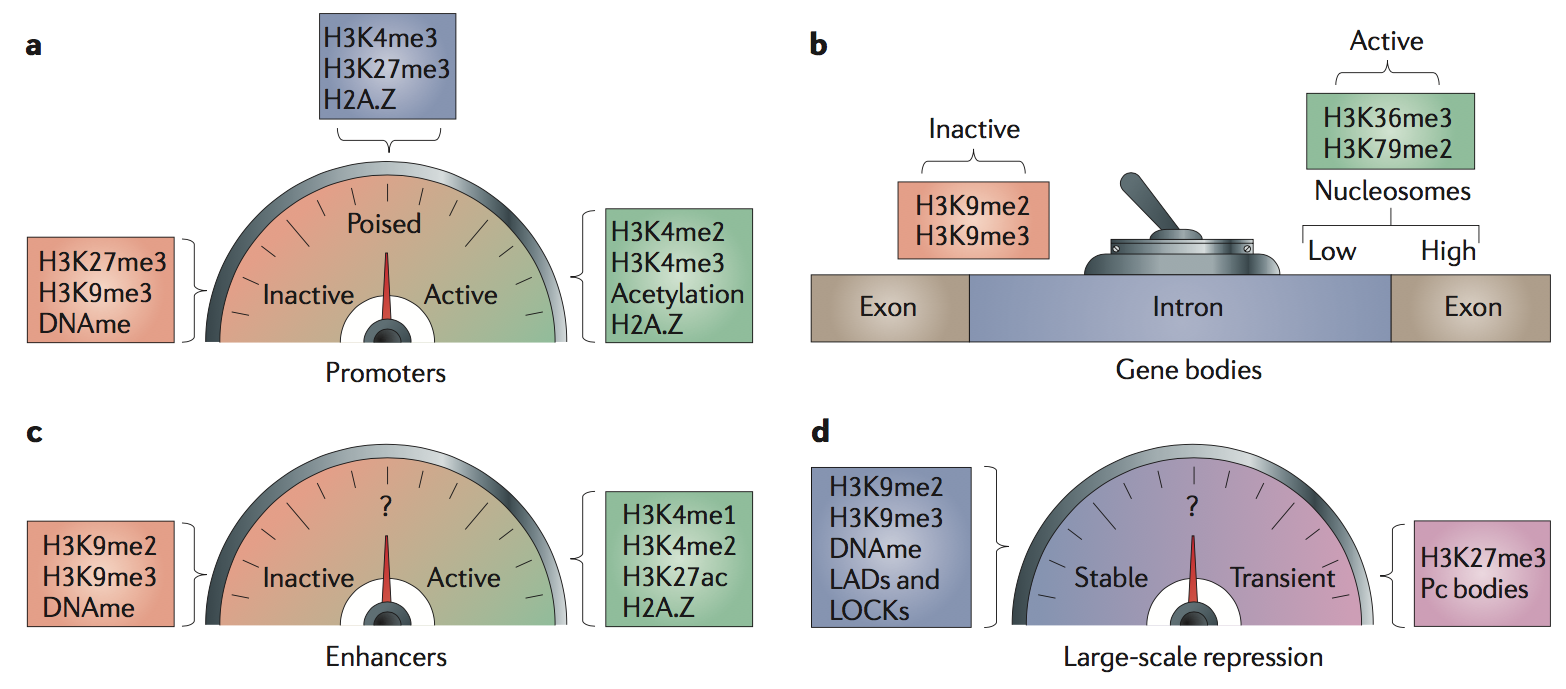 a
H3K4me3
H3K27me3
H2A.Z
H3K27me3
H3K9me3
DNAme
Poised
Inactive
Active
H3K4me2
H3K4me3
Acetylation
H2A.Z
Promoters
b
Inactive
H3K9me2
H3K9me3
Active
H3K36me3
H3K79me2
Nucleosomes
Low
High
Exon
Intron
Exon
Gene bodies
c
H3K9me2
H3K9me3
DNAme
?
Inactive
Active
H3K4me1
H3K4me2
H3K27ac
H2A.Z
Enhancers
d
H3K9me2
H3K9me3
DNAme
LADs and
LOCKs
?
Stable
Transient
H3K27me3
Pc bodies
Large-scale repression